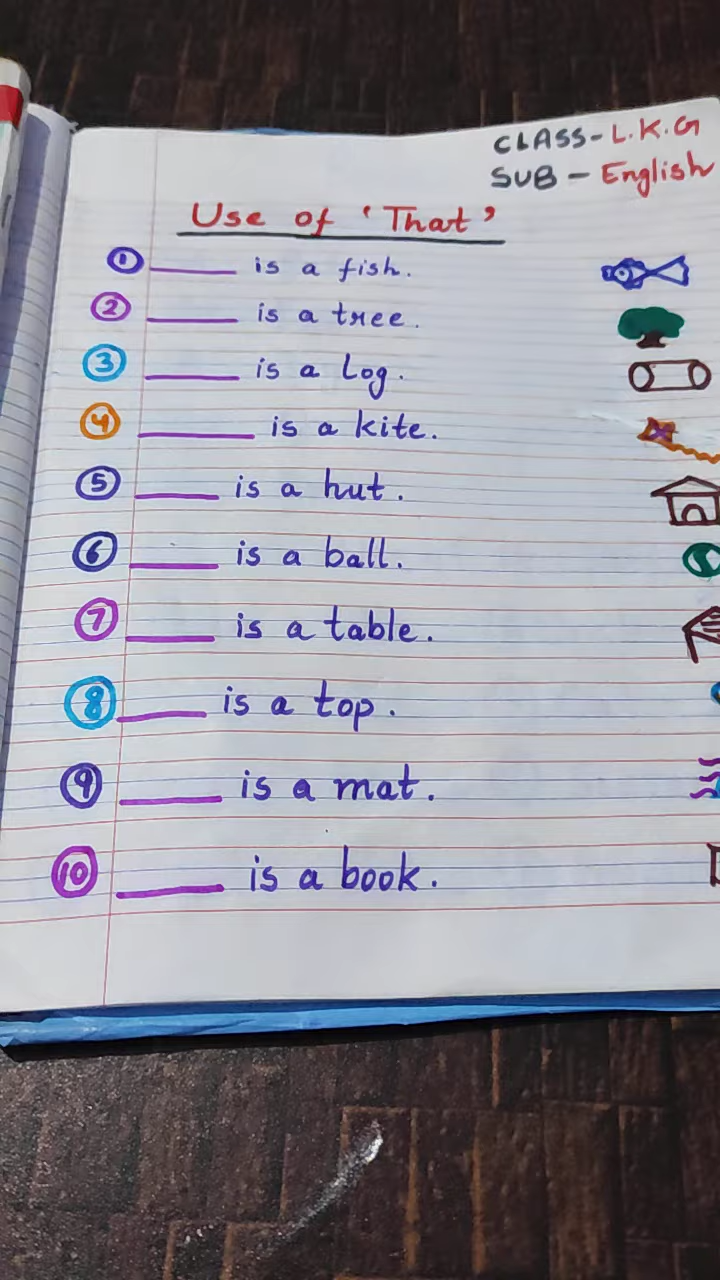 CLASS-L.K.G
SUB - English
Use of 'That'
1 ____ is a fish.
2 ____ is a tree.
3 ____ is a Log.
4 ____ is a kite.
5 ____ is a hut.
6 ____ is a ball.
7 ____ is a table.
8 ____ is a top.
9 ____ is a mat.
10 ____ is a book.